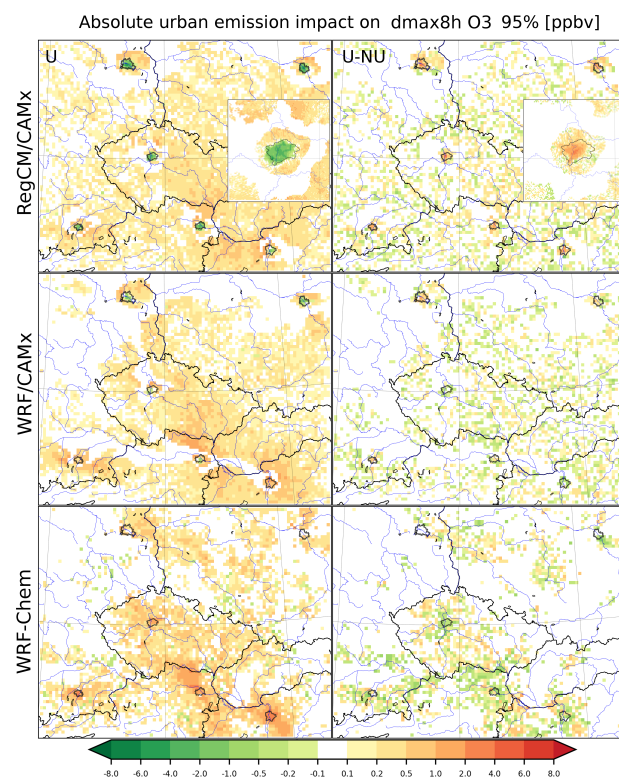 Absolute urban emission impact on dmax8h O3 95% [ppbv]
U
U-NU
RegCM/CAMx
WRF/CAMx
WRF-Chem
-8.0 -6.0 -4.0 -2.0 -1.0 -0.5 -0.2 -0.1 0.1 0.2 0.5 1.0 2.0 4.0 6.0 8.0